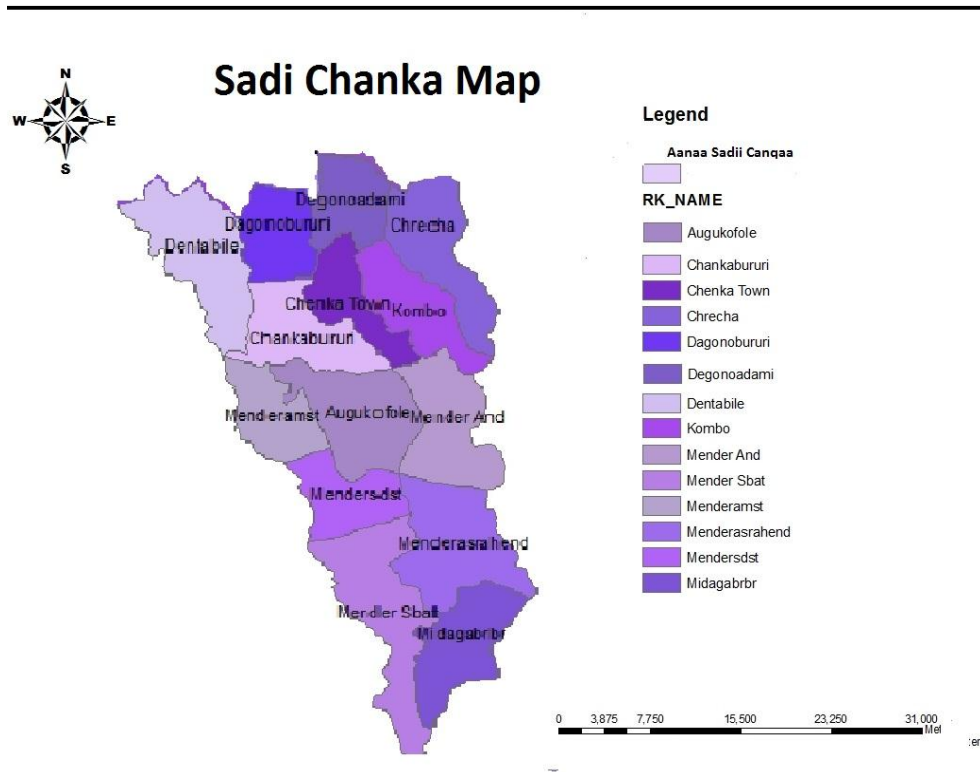 Sadi Chanka Map
N
W E
S
Legend
Aanaa Sadii Canqaa
RK_NAME
Augukofole
Chankabururi
Chenka Town
Chrecha
Dagonobururi
Degonoadami
Dentabile
Kombo
Mender And
Mender Sbat
Menderamst
Menderasrahend
Mendersdst
Midagabrbr
Degonoadami
Dagonobururi
Chrecha
Dentabile
Chenka Town
Kombo
Chankabururi
Menderamst
Augukofole
Mender And
Mendersdst
Menderasrahend
Mender Sbat
Midagabrbr
0 3,875 7,750 15,500 23,250 31,000
Met
er